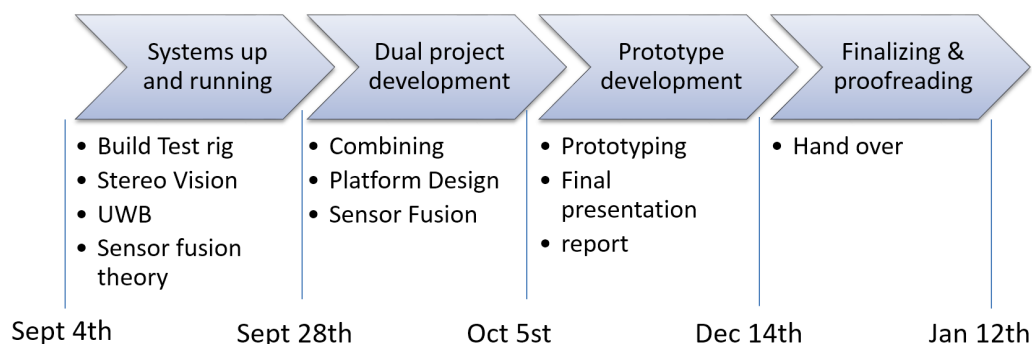 Systems up
and running
Dual project
development
Prototype
development
Finalizing &
proofreading
• Build Test rig
• Stereo Vision
• UWB
• Sensor fusion
theory
• Combining
• Platform Design
• Sensor Fusion
• Prototyping
• Final
presentation
• report
• Hand over
Sept 4th
Sept 28th
Oct 5st
Dec 14th
Jan 12th